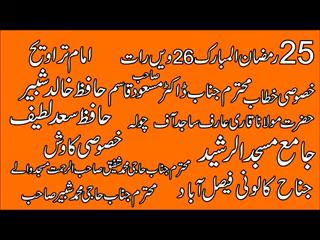 25 رمضان المبارک 26 ویں رات امام تراویح
خصوصی خطاب محترم جناب ڈاکٹر مسعود قاسم صاحب حافظ خالد شبیر
حضرت مولانا قاری عارف ساجد آف چولہ حافظ سعد لطیف
جامع مسجد الرشید خصوصی کاوش
محترم جناب حاجی محمد شفیق صاحب الرحمت مسجد والے
جناح کالونی فیصل آباد محترم جناب حاجی محمد شبیر صاحب